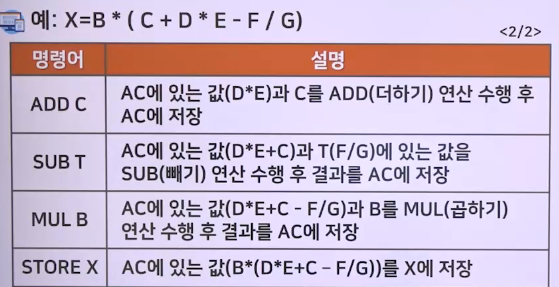 예: X=B * ( C + D * E - F / G)
<2/2>
명령어 설명
ADD C AC에 있는 값(D*E)과 C를 ADD(더하기) 연산 수행 후
AC에 저장
SUB T AC에 있는 값(D*E+C)과 T(F/G)에 있는 값을
SUB(빼기) 연산 수행 후 결과를 AC에 저장
MUL B AC에 있는 값(D*E+C - F/G)과 B를 MUL(곱하기)
연산 수행 후 결과를 AC에 저장
STORE X AC에 있는 값(B*(D*E+C – F/G))를 X에 저장